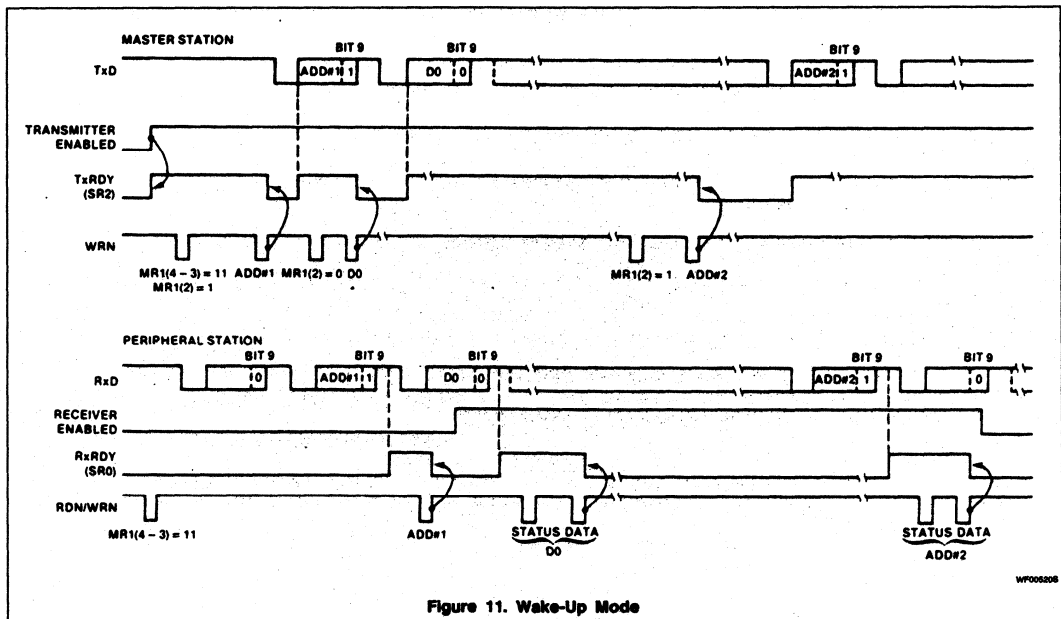 MASTER STATION
BIT 9 BIT 9 BIT 9
TxD ADD#1 1 D0 0 ADD#2 1
TRANSMITTER
ENABLED
TxRDY
(SR2)
WRN
MR1(4 – 3) = 11 ADD#1 MR1(2) = 0 D0 MR1(2) = 1 ADD#2
MR1(2) = 1
PERIPHERAL STATION
BIT 9 BIT 9 BIT 9 BIT 9 BIT 9
RxD 0 ADD#1 1 D0 0 ADD#2 1 0
RECEIVER
ENABLED
RxRDY
(SR0)
RDN/WRN
MR1(4 – 3) = 11 ADD#1 STATUS DATA STATUS DATA
D0 ADD#2
WF00520S
Figure 11. Wake-Up Mode